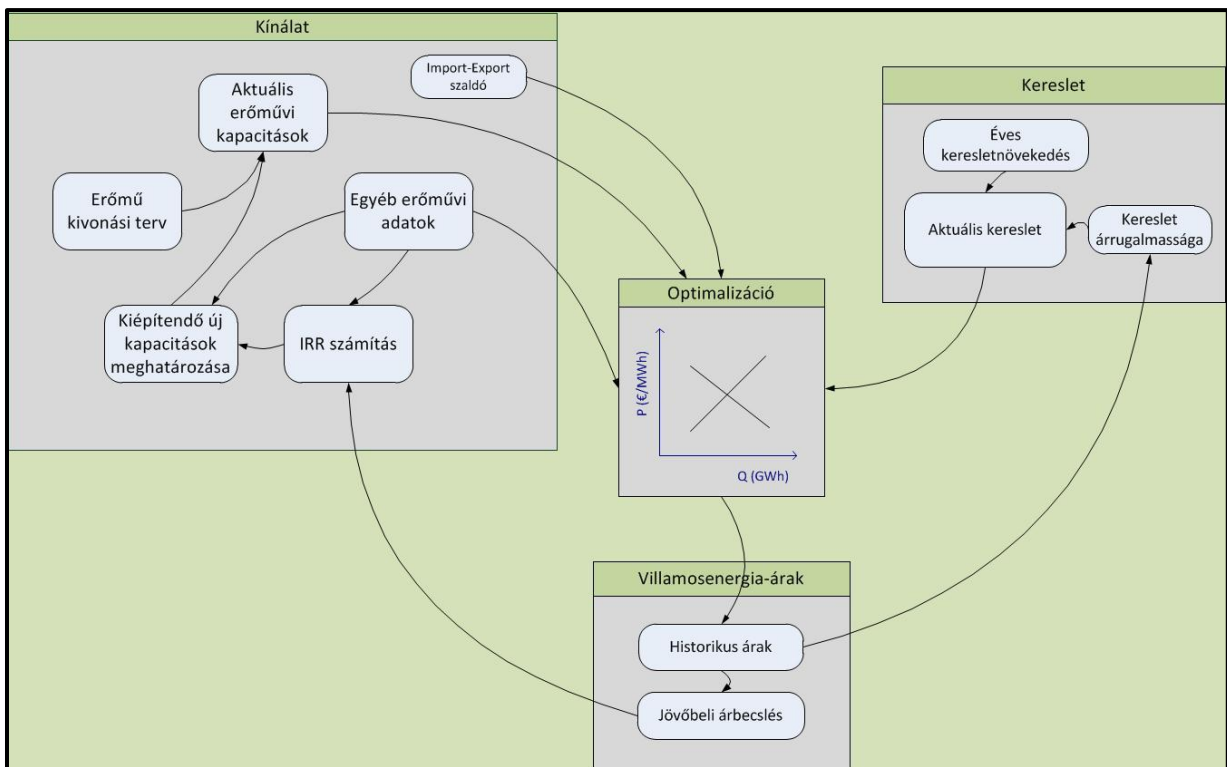 Kínálat
Import-Export
szaldó
Aktuális
erőművi
kapacitások
Erőmű
kivonási terv
Egyéb erőművi
adatok
Kiépítendő új
kapacitások
meghatározása
IRR számítás
Kereslet
Éves
keresletnövekedés
Aktuális kereslet
Kereslet
árrugalmassága
Optimalizáció
P (€/MWh)
Q (GWh)
Villamosenergia-árak
Historikus árak
Jövőbeli árbecslés